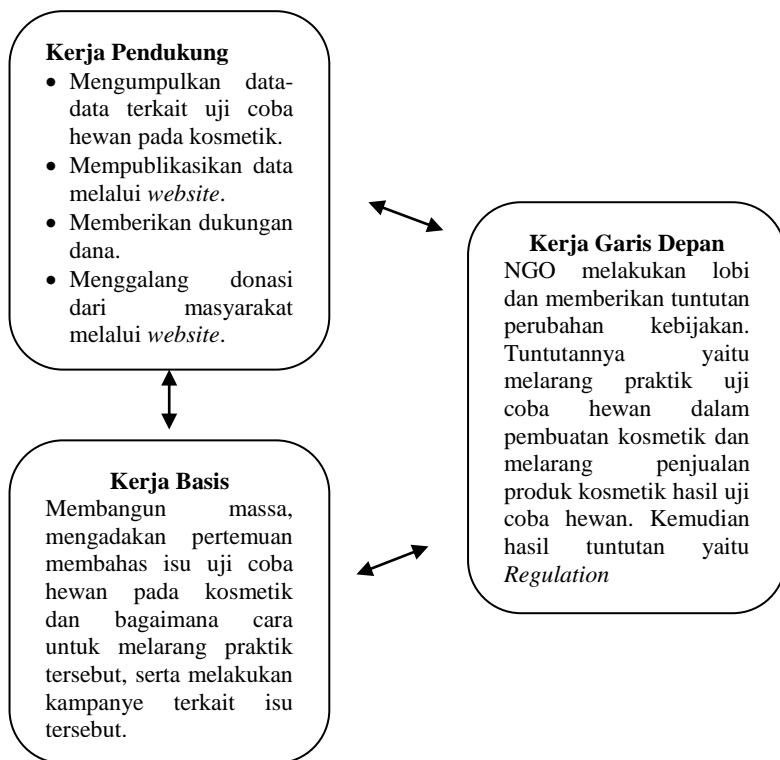 Kerja Pendukung
• Mengumpulkan data-
data terkait uji coba
hewan pada kosmetik.
• Mempublikasikan data
melalui website.
• Memberikan dukungan
dana.
• Menggalang donasi
dari masyarakat
melalui website.
Kerja Basis
Membangun massa,
mengadakan pertemuan
membahas isu uji coba
hewan pada kosmetik
dan bagaimana cara
untuk melarang praktik
tersebut, serta melakukan
kampanye terkait isu
tersebut.
Kerja Garis Depan
NGO melakukan lobi
dan memberikan tuntutan
perubahan kebijakan.
Tuntutannya yaitu
melarang praktik uji
coba hewan dalam
pembuatan kosmetik dan
melarang penjualan
produk kosmetik hasil uji
coba hewan. Kemudian
hasil tuntutan yaitu
Regulation